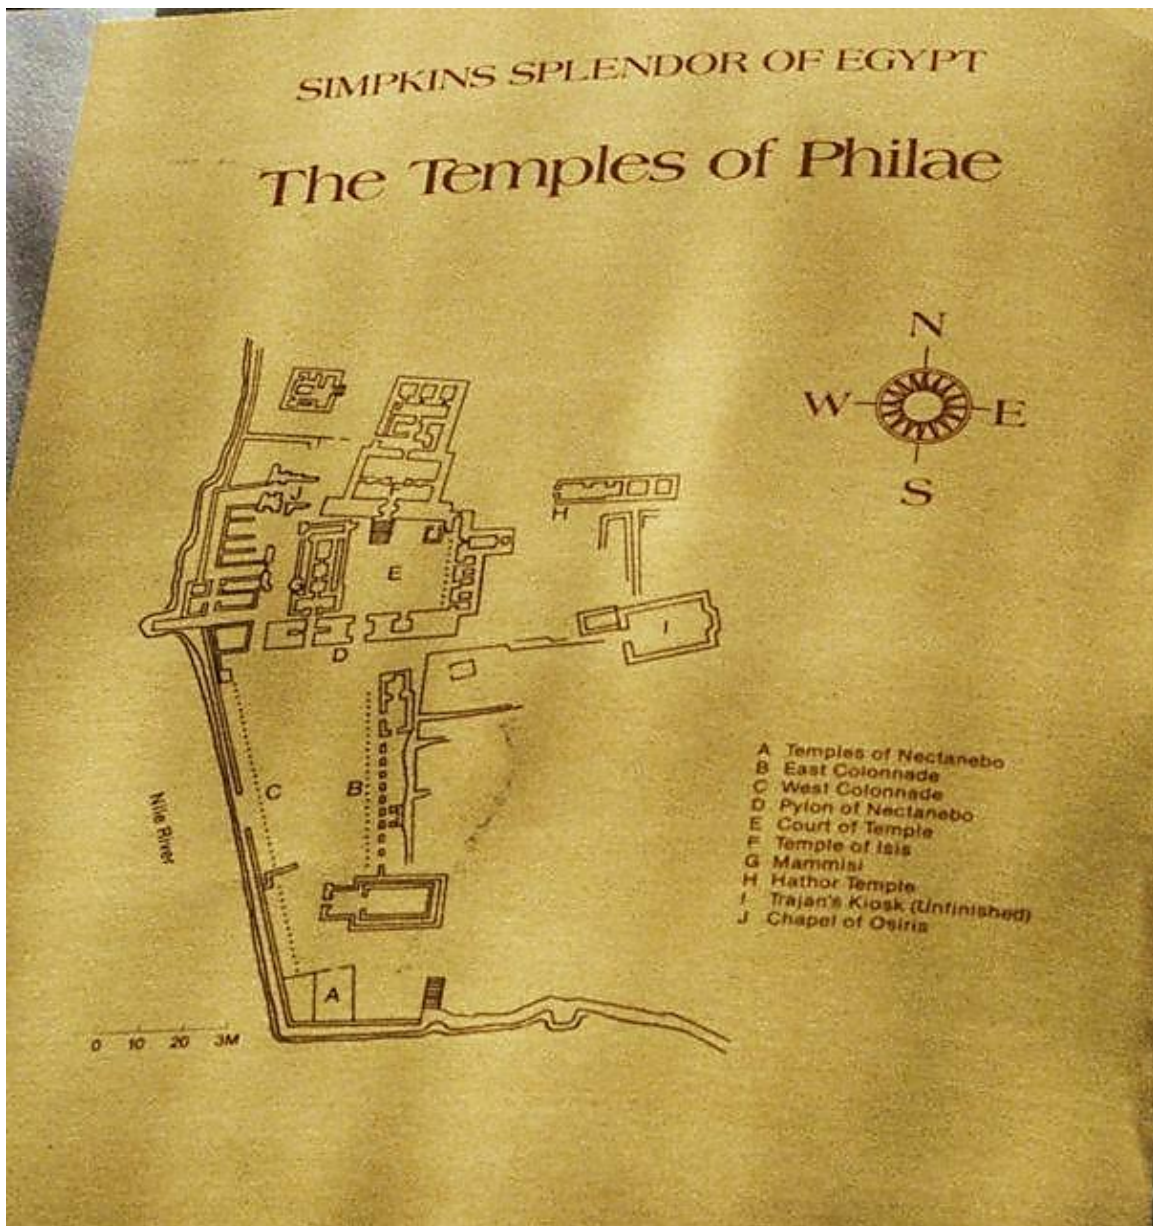 SIMPKINS SPLENDOR OF EGYPT
The Temples of Philae
N
W E
S
J
H
E
G
I
D
C
B
Nile River
A
A Temples of Nectanebo
B East Colonnade
C West Colonnade
D Pylon of Nectanebo
E Court of Temple
F Temple of Isis
G Mammisi
H Hathor Temple
I Trajan's Kiosk (Unfinished)
J Chapel of Osiris
0 10 20 3M